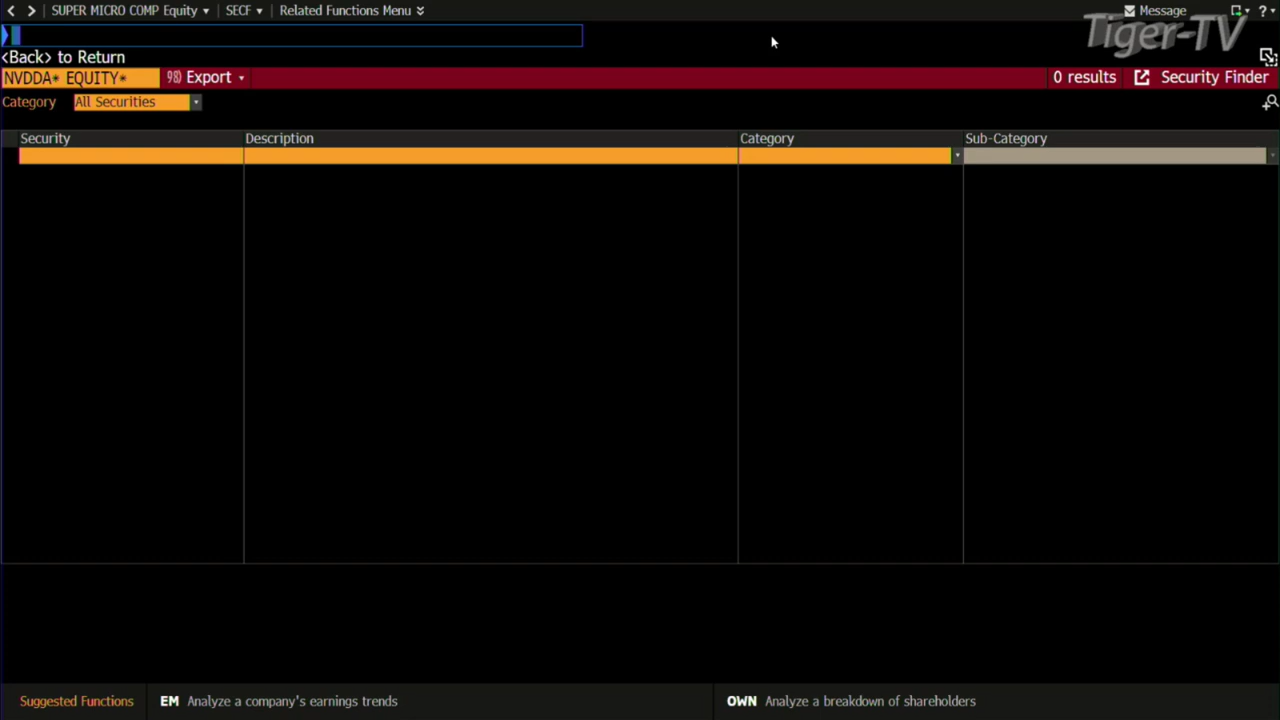 SUPER MICRO COMP Equity SECF Related Functions Menu Message ?
Tiger-TV
<Back> to Return
NVDDA* EQUITY* 98) Export 0 results Security Finder
Category All Securities
Security Description Category Sub-Category
Suggested Functions EM Analyze a company's earnings trends OWN Analyze a breakdown of shareholders